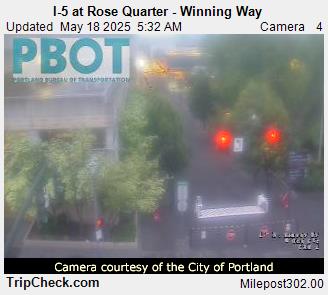 I-5 at Rose Quarter - Winning Way
Updated May 18 2025 5:32 AM Camera 4
PBOT
PORTLAND BUREAU OF TRANSPORTATION
Camera courtesy of the City of Portland
TripCheck.com Milepost302.00